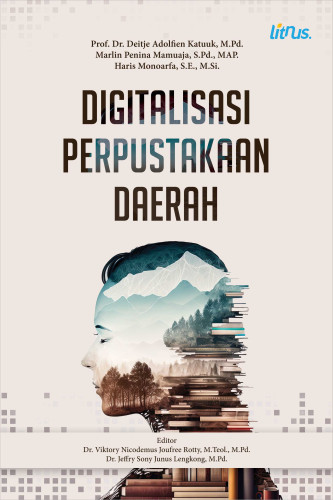 litrus.
Prof. Dr. Deitje Adolfien Katuuk, M.Pd.
Marlin Penina Mamuaja, S.Pd., MAP.
Haris Monoarfa, S.E., M.Si.
DIGITALISASI
PERPUSTAKAAN
DAERAH
Editor
Dr. Viktory Nicodemus Joufree Rotty, M.Teol., M.Pd.
Dr. Jeffry Sony Junus Lengkong, M.Pd.